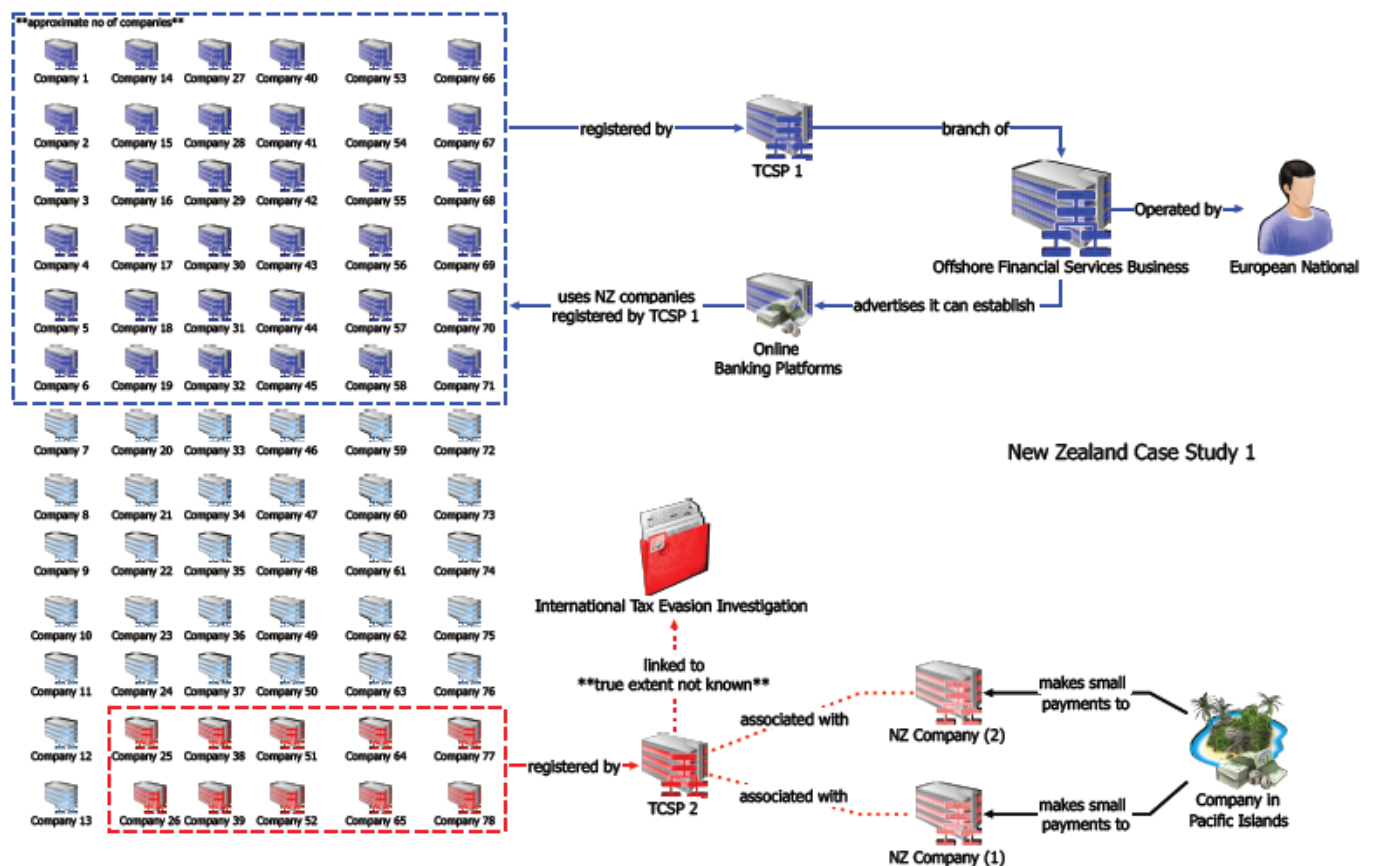 **approximate no of companies**
Company 1 Company 14 Company 27 Company 40 Company 53 Company 66
Company 2 Company 15 Company 28 Company 41 Company 54 Company 67
Company 3 Company 16 Company 29 Company 42 Company 55 Company 68
Company 4 Company 17 Company 30 Company 43 Company 56 Company 69
Company 5 Company 18 Company 31 Company 44 Company 57 Company 70
Company 6 Company 19 Company 32 Company 45 Company 58 Company 71
Company 7 Company 20 Company 33 Company 46 Company 59 Company 72
Company 8 Company 21 Company 34 Company 47 Company 60 Company 73
Company 9 Company 22 Company 35 Company 48 Company 61 Company 74
Company 10 Company 23 Company 36 Company 49 Company 62 Company 75
Company 11 Company 24 Company 37 Company 50 Company 63 Company 76
Company 12 Company 25 Company 38 Company 51 Company 64 Company 77
Company 13 Company 26 Company 39 Company 52 Company 65 Company 78
registered by
TCSP 1
branch of
Offshore Financial Services Business
Operated by
European National
advertises it can establish
Online
Banking Platforms
uses NZ companies
registered by TCSP 1
New Zealand Case Study 1
International Tax Evasion Investigation
linked to
**true extent not known**
registered by
TCSP 2
associated with
NZ Company (2)
makes small
payments to
associated with
NZ Company (1)
makes small
payments to
Company in
Pacific Islands